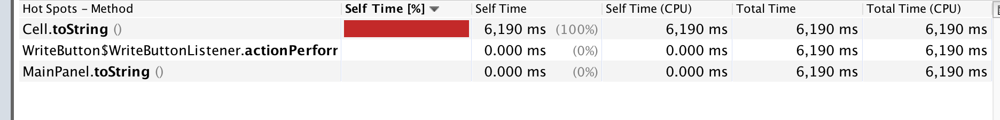 Hot Spots – Method Self Time [%] Self Time Self Time (CPU) Total Time Total Time (CPU)
Cell.toString () 6,190 ms (100%) 6,190 ms 6,190 ms 6,190 ms
WriteButton$WriteButtonListener.actionPerforr 0.000 ms (0%) 0.000 ms 6,190 ms 6,190 ms
MainPanel.toString () 0.000 ms (0%) 0.000 ms 6,190 ms 6,190 ms